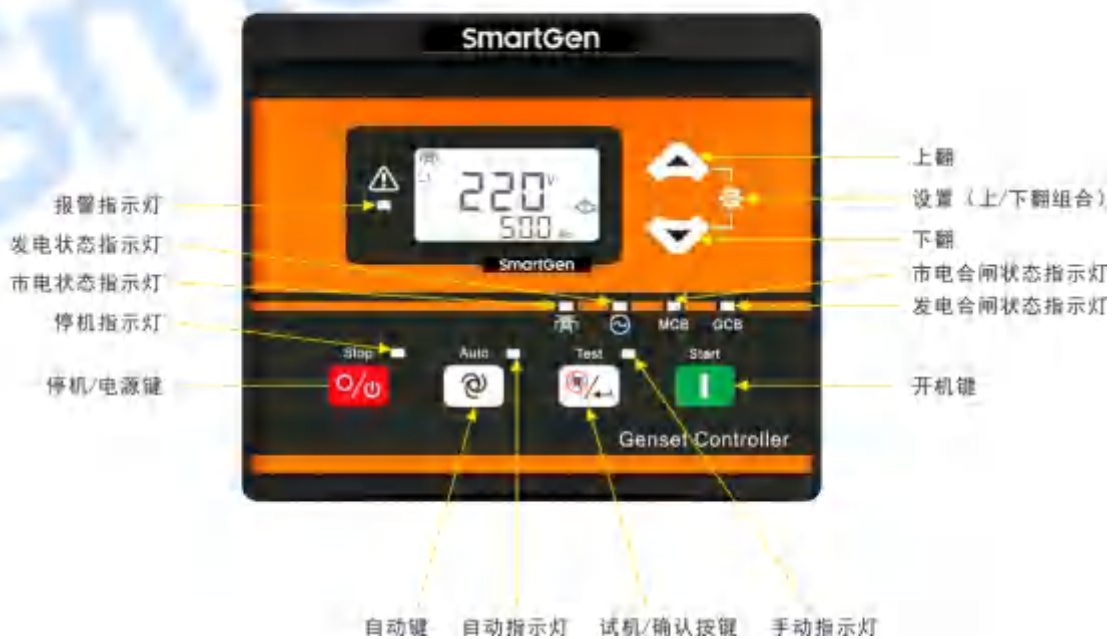 SmartGen
上翻
报警指示灯
220 V
设置（上/下翻组合）
500
发电状态指示灯
下翻
SmartGen
市电状态指示灯
市电合闸状态指示灯
发电合闸状态指示灯
停机指示灯
MCB GCB
Stop Auto Test Start
停机/电源键
开机键
Genset Controller
自动键 自动指示灯 试机/确认按键 手动指示灯